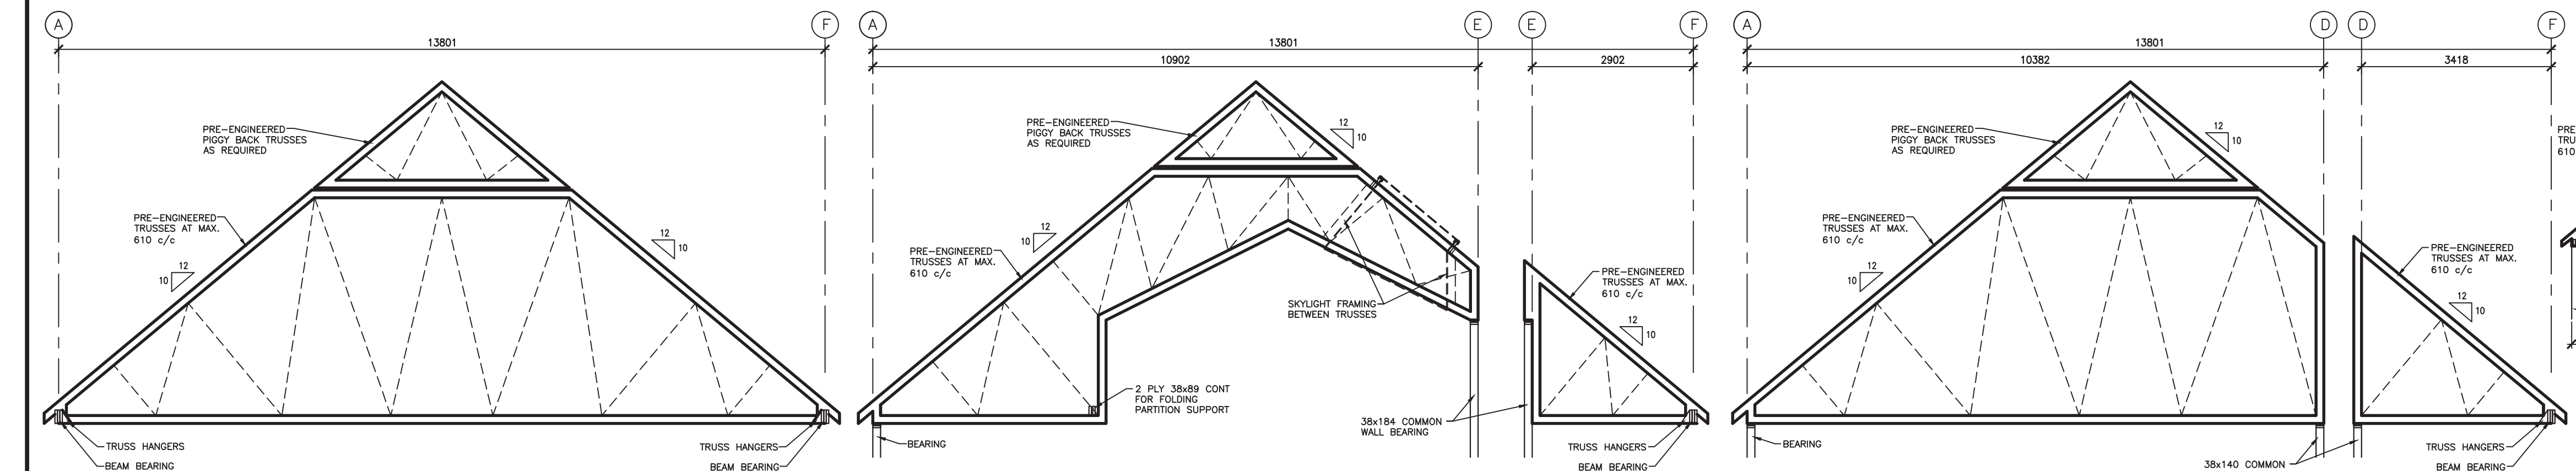 A
F
13801
PRE-ENGINEERED
PIGGY BACK TRUSSES
AS REQUIRED
PRE-ENGINEERED
TRUSSES AT MAX.
610 c/c
12
10
12
10
TRUSS HANGERS
BEAM BEARING
TRUSS HANGERS
BEAM BEARING
A
E
E
F
13801
10902
2902
PRE-ENGINEERED
PIGGY BACK TRUSSES
AS REQUIRED
12
10
12
10
PRE-ENGINEERED
TRUSSES AT MAX.
610 c/c
SKYLIGHT FRAMING
BETWEEN TRUSSES
2 PLY 38x89 CONT
FOR FOLDING
PARTITION SUPPORT
BEARING
PRE-ENGINEERED
TRUSSES AT MAX.
610 c/c
12
10
38x184 COMMON
WALL BEARING
TRUSS HANGERS
BEAM BEARING
A
D
D
F
13801
10382
3418
PRE-ENGINEERED
PIGGY BACK TRUSSES
AS REQUIRED
12
10
PRE-ENGINEERED
TRUSSES AT MAX.
610 c/c
12
10
BEARING
PRE-ENGINEERED
TRUSSES AT MAX.
610 c/c
12
10
38x140 COMMON
TRUSS HANGERS
BEAM BEARING
PRE
TRU
610